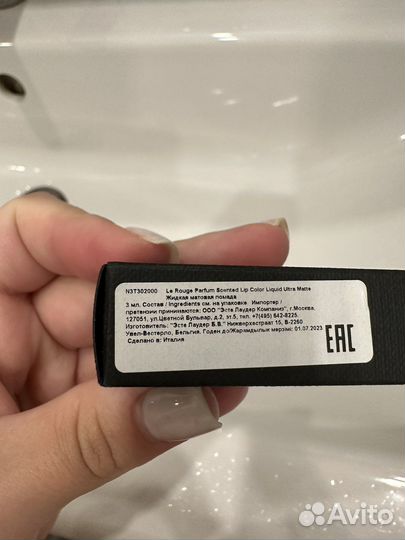 N3T302000 Le Rouge Parfum Scented Lip Color Liquid Ultra Matte
Жидкая матовая помада
3 мл. Состав / Ingredients см. на упаковке Импортер /
претензии принимаются: ООО "Эсте Лаудер Компаниз", г.Москва,
127051, ул.Цветной Бульвар, д.2, эт.5, тел. +7(495) 642-8225.
Изготовитель: "Эсте Лаудер Б.В." Нижверхстраат 15, B-2260
Увел-Вестерло, Бельгия. Годен до/Жарамдылық мерзімі: 01.07.2023
Сделано в: Италия
EAC
Avito